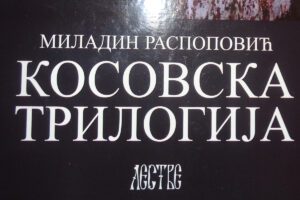 МИЛАДИН РАСПОПОВИЋ
КОСОВСКА
ТРИЛОГИЈА
ЛЕСТВЕ